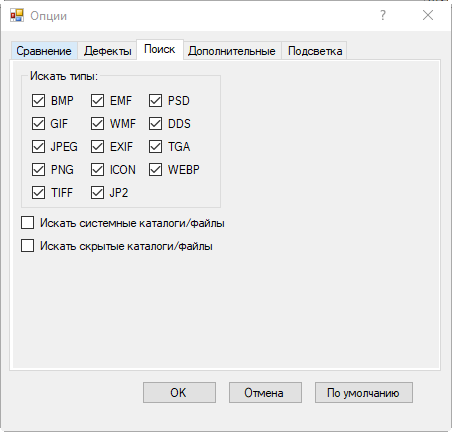 Опции
?
Сравнение Дефекты Поиск Дополнительные Подсветка
Искать типы:
BMP EMF PSD
GIF WMF DDS
JPEG EXIF TGA
PNG ICON WEBP
TIFF JP2
Искать системные каталоги/файлы
Искать скрытые каталоги/файлы
OK Отмена По умолчанию